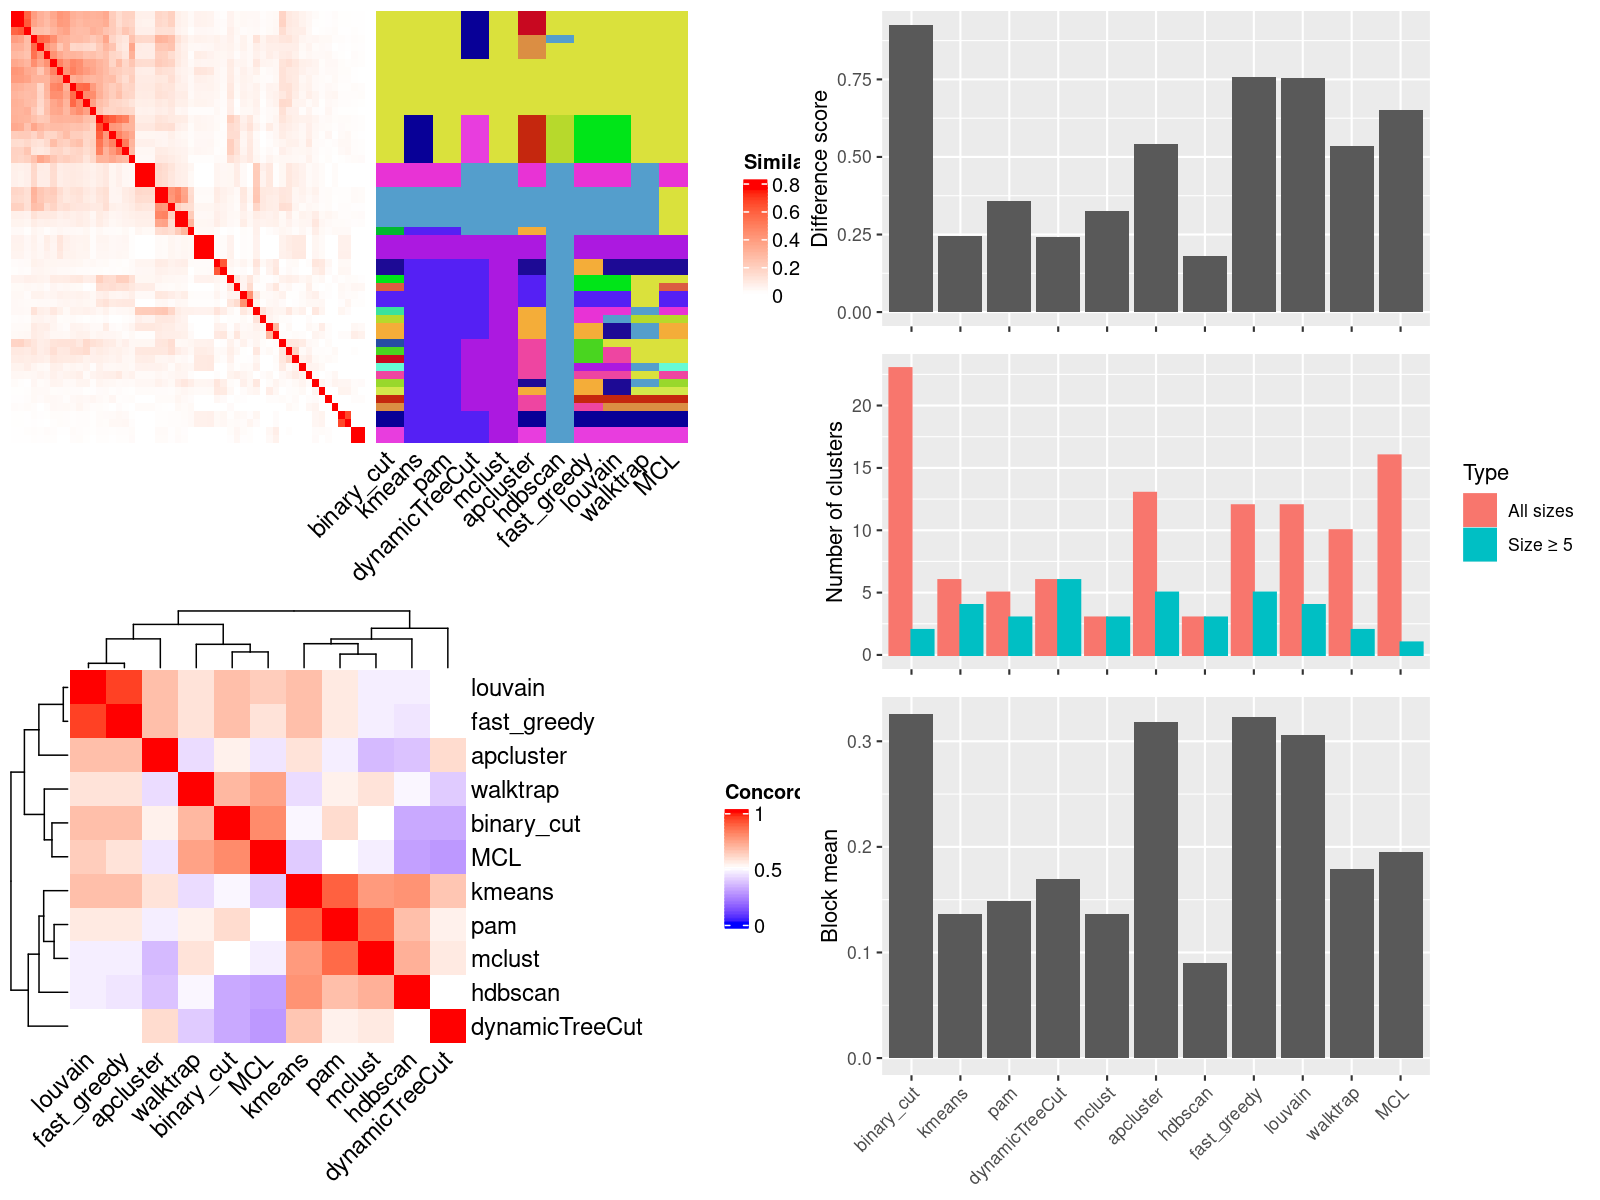 Simila
0.8
0.6
0.4
0.2
0
binary_cut
kmeans
pam
dynamicTreeCut
mclust
apcluster
hdbscan
fast_greedy
louvain
walktrap
MCL
louvain
fast_greedy
apcluster
walktrap
binary_cut
MCL
kmeans
pam
mclust
hdbscan
dynamicTreeCut
louvain
fast_greedy
apcluster
walktrap
binary_cut
MCL
kmeans
pam
mclust
hdbscan
dynamicTreeCut
Concord
1
0.5
0
Difference score
0.75
0.50
0.25
0.00
Number of clusters
20
15
10
5
0
Type
All sizes
Size ≥ 5
Block mean
0.3
0.2
0.1
0.0
binary_cut
kmeans
pam
dynamicTreeCut
mclust
apcluster
hdbscan
fast_greedy
louvain
walktrap
MCL